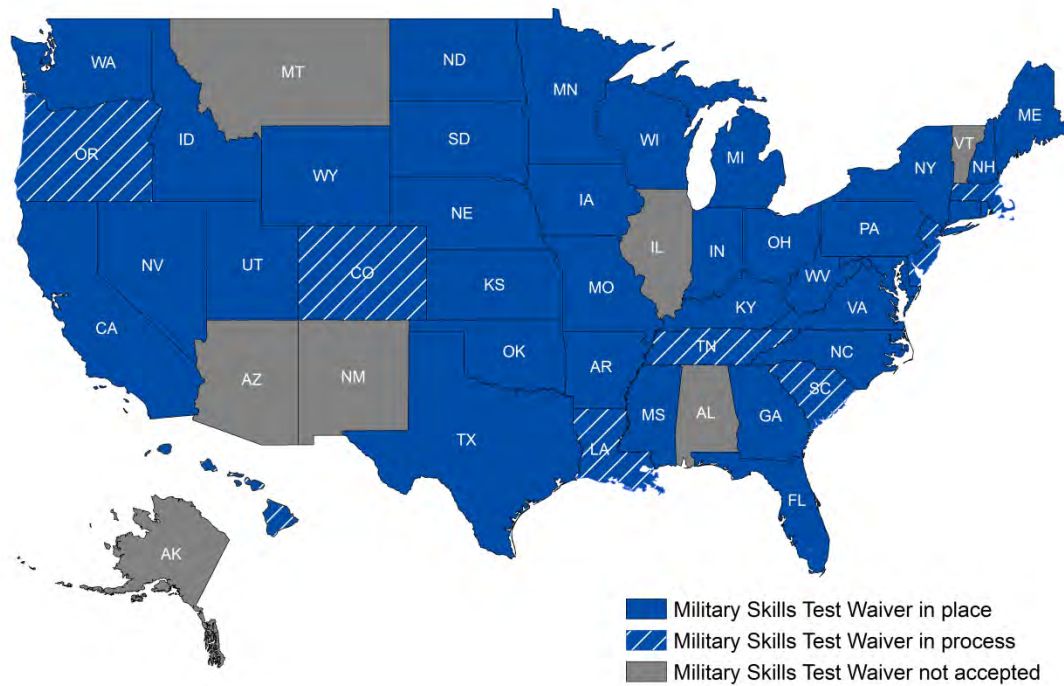 WA
MT
ND
MN
ME
OR
ID
SD
WI
MI
VT
NH
NY
WY
NE
IA
PA
NV
UT
CO
KS
IL
IN
OH
MO
WV
KY
VA
CA
AZ
NM
OK
AR
TN
NC
SC
TX
LA
MS
AL
GA
FL
AK
Military Skills Test Waiver in place
Military Skills Test Waiver in process
Military Skills Test Waiver not accepted